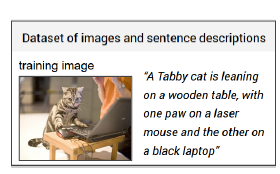 Dataset of images and sentence descriptions
training image
"A Tabby cat is leaning
on a wooden table, with
one paw on a laser
mouse and the other on
a black laptop"